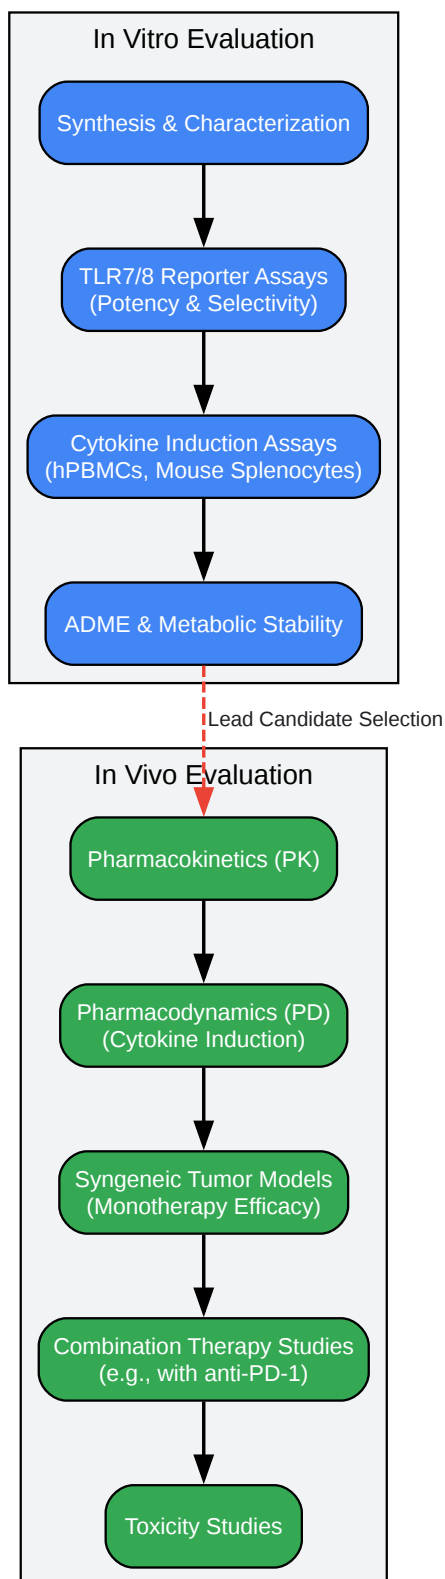 In Vitro Evaluation
Synthesis & Characterization
TLR7/8 Reporter Assays
(Potency & Selectivity)
Cytokine Induction Assays
(hPBMCs, Mouse Splenocytes)
ADME & Metabolic Stability
Lead Candidate Selection
In Vivo Evaluation
Pharmacokinetics (PK)
Pharmacodynamics (PD)
(Cytokine Induction)
Syngeneic Tumor Models
(Monotherapy Efficacy)
Combination Therapy Studies
(e.g., with anti-PD-1)
Toxicity Studies